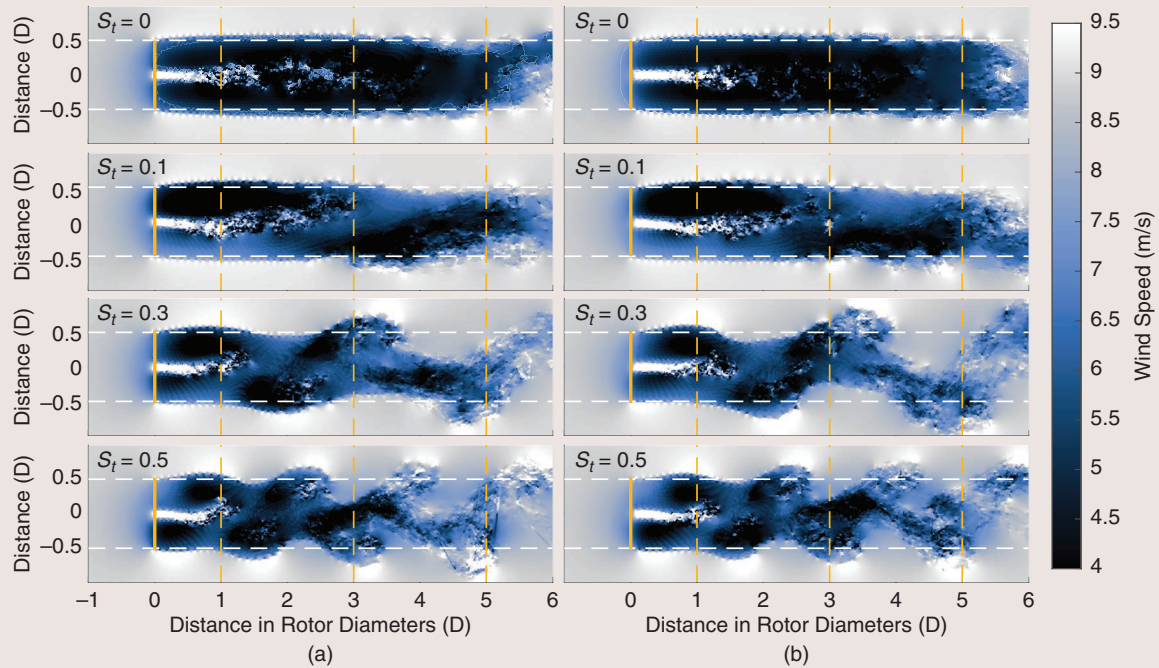 S_t = 0
S_t = 0
0.5
0
−0.5
Distance (D)
S_t = 0.1
S_t = 0.1
0.5
0
−0.5
Distance (D)
S_t = 0.3
S_t = 0.3
0.5
0
−0.5
Distance (D)
S_t = 0.5
S_t = 0.5
0.5
0
−0.5
Distance (D)
−1 0 1 2 3 4 5 6
0 1 2 3 4 5 6
Distance in Rotor Diameters (D)
Distance in Rotor Diameters (D)
(a)
(b)
9.5
9
8.5
8
7.5
7
6.5
6
5.5
5
4.5
4
Wind Speed (m/s)